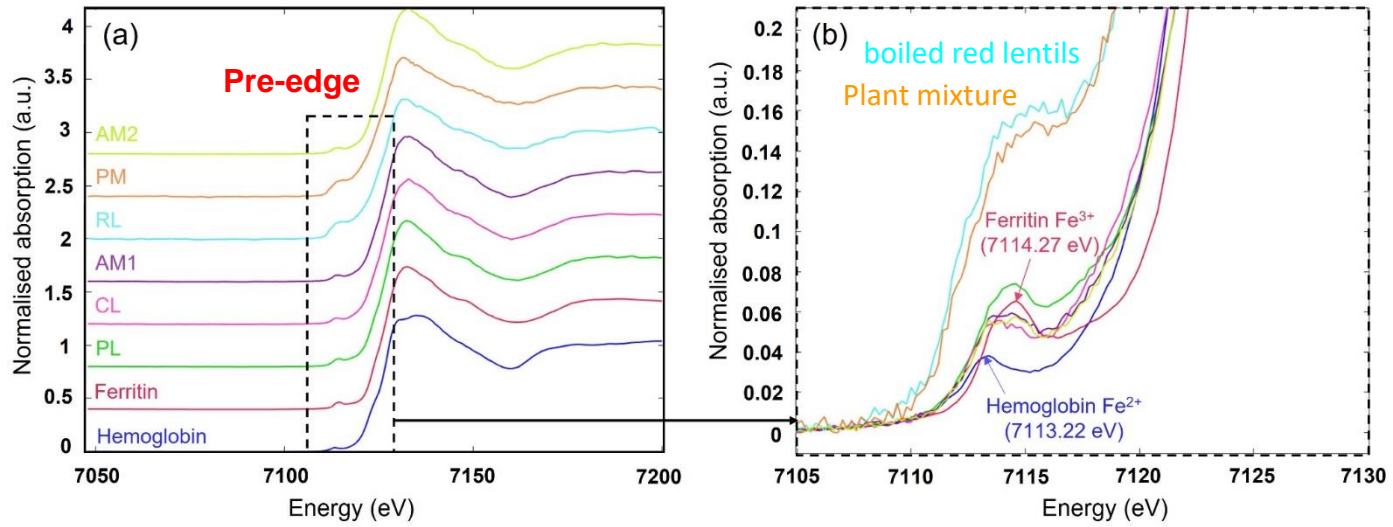 (a)
Pre-edge
AM2
PM
RL
AM1
CL
PL
Ferritin
Hemoglobin
4
3.5
3
2.5
2
1.5
1
0.5
0
7050
7100
7150
7200
Normalised absorption (a.u.)
Energy (eV)
(b)
boiled red lentils
Plant mixture
Ferritin Fe³⁺
(7114.27 eV)
Hemoglobin Fe²⁺
(7113.22 eV)
0.2
0.18
0.16
0.14
0.12
0.1
0.08
0.06
0.04
0.02
0
7105
7110
7115
7120
7125
7130
Normalised absorption (a.u.)
Energy (eV)